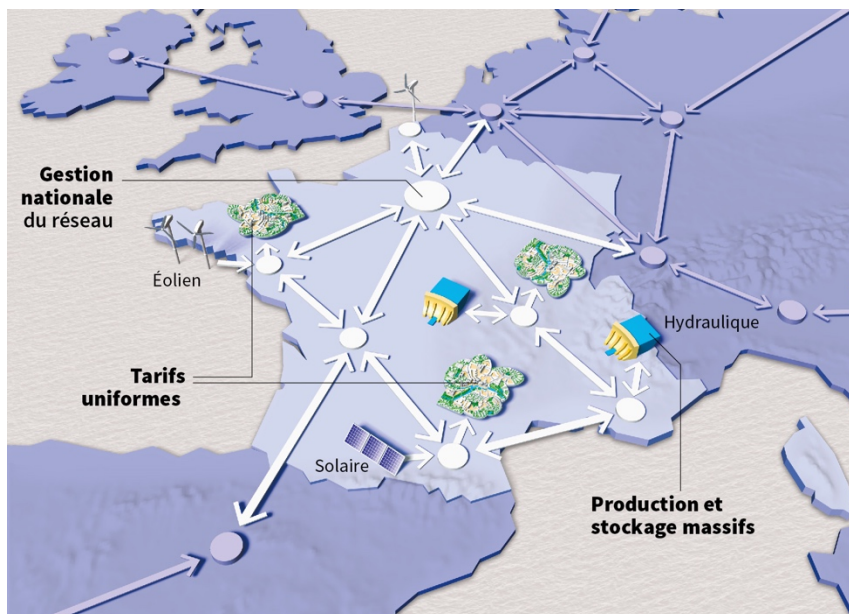 Gestion
nationale
du réseau
Éolien
Hydraulique
Tarifs
uniformes
Solaire
Production et
stockage massifs